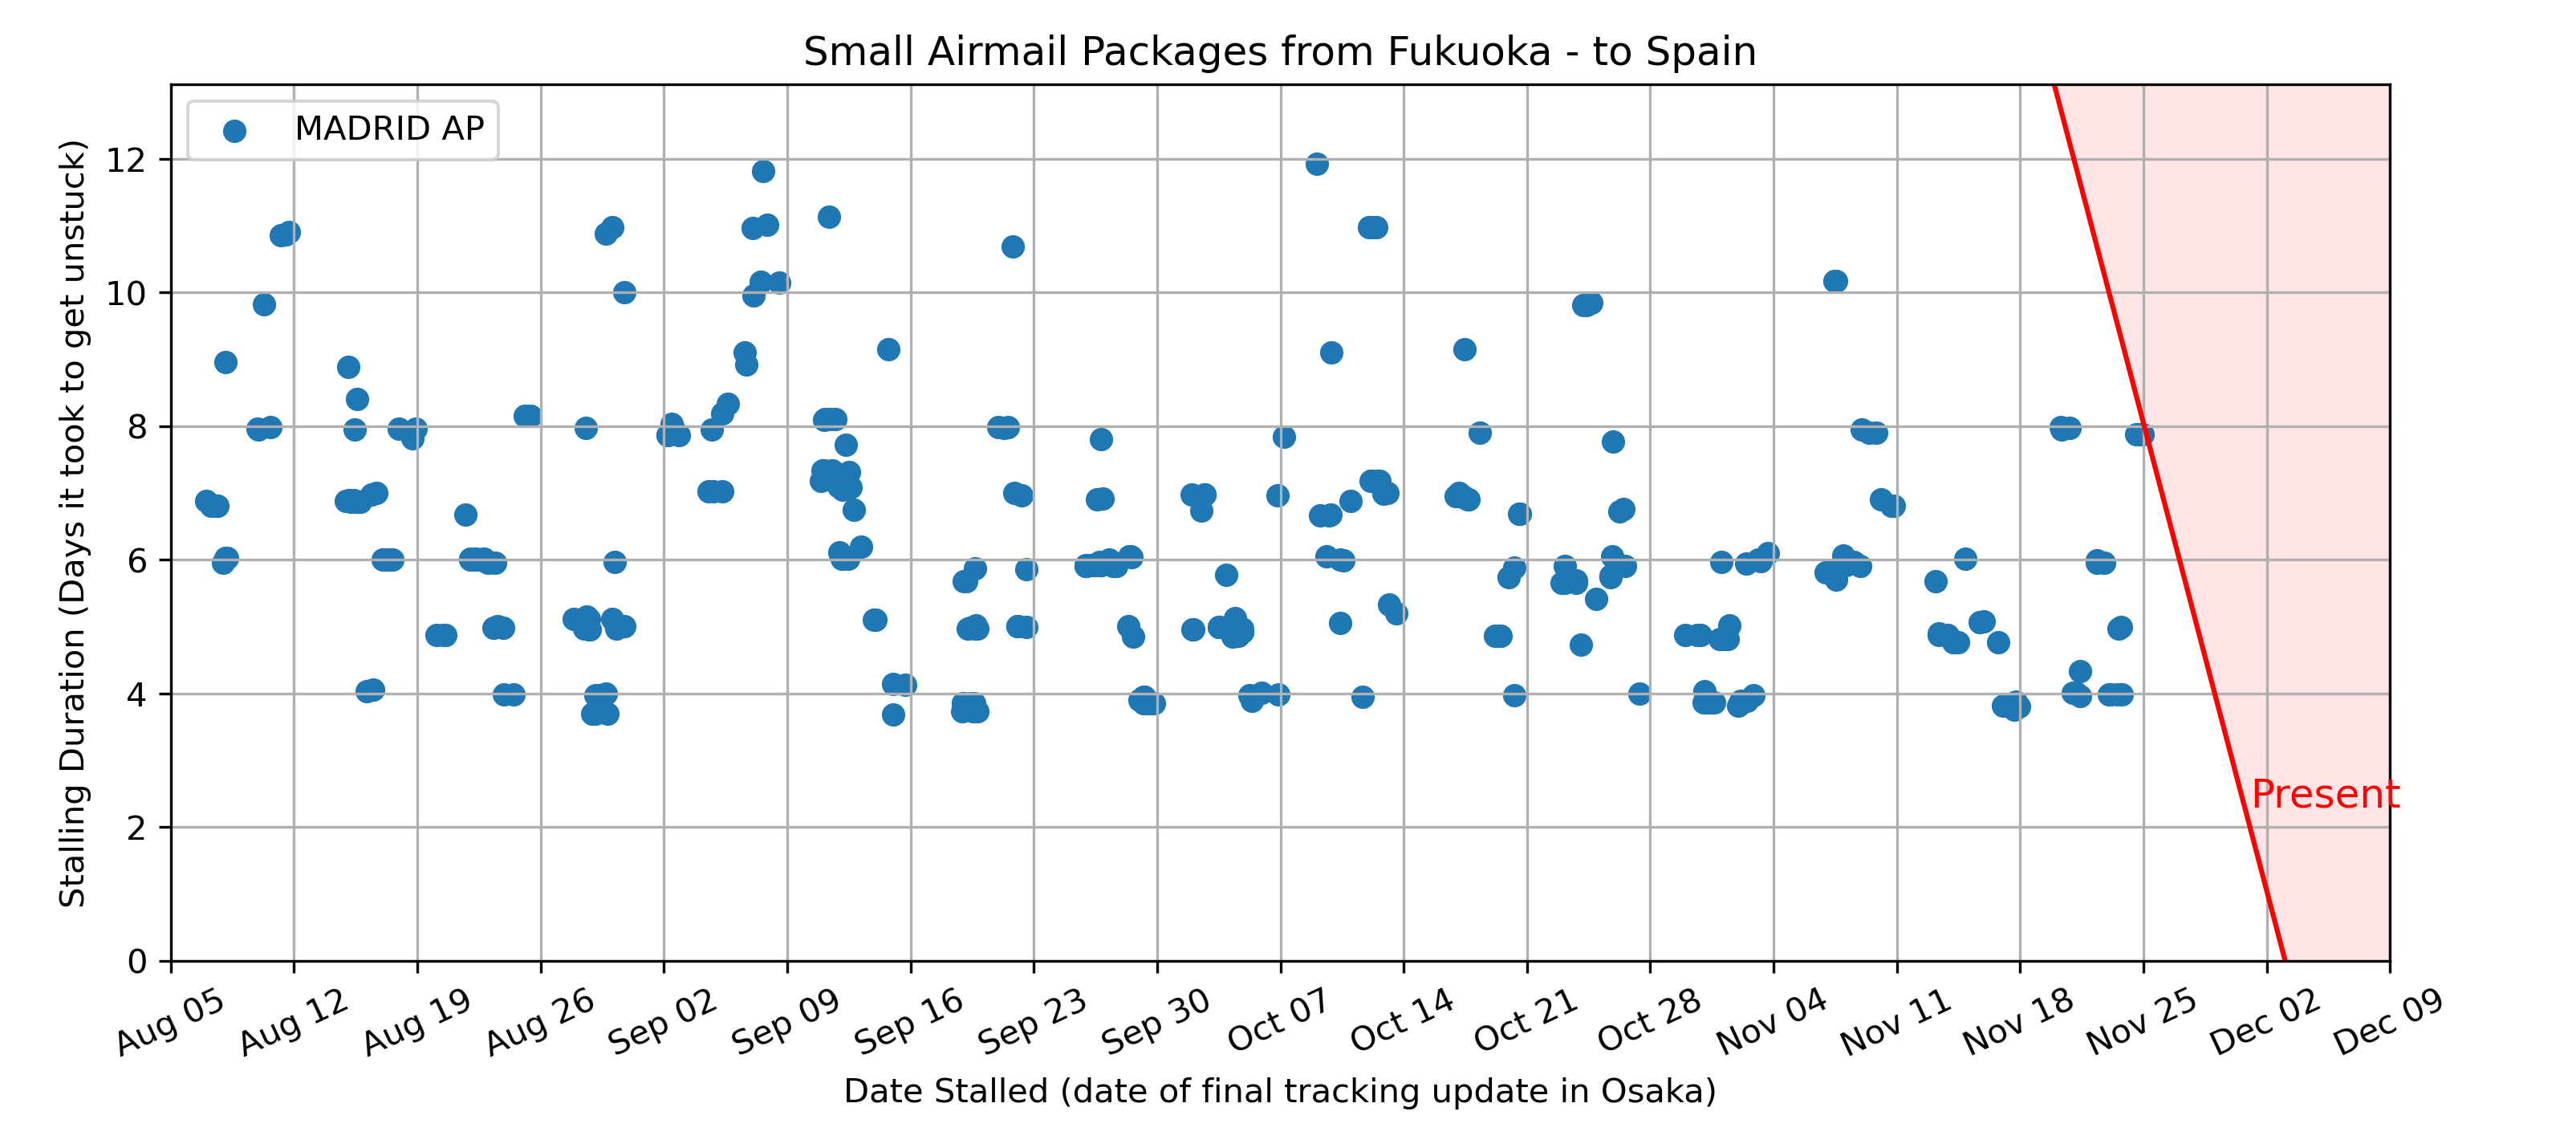 Small Airmail Packages from Fukuoka - to Spain
MADRID AP
Stalling Duration (Days it took to get unstuck)
12
10
8
6
4
2
0
Present
Aug 05
Aug 12
Aug 19
Aug 26
Sep 02
Sep 09
Sep 16
Sep 23
Sep 30
Oct 07
Oct 14
Oct 21
Oct 28
Nov 04
Nov 11
Nov 18
Nov 25
Dec 02
Dec 09
Date Stalled (date of final tracking update in Osaka)